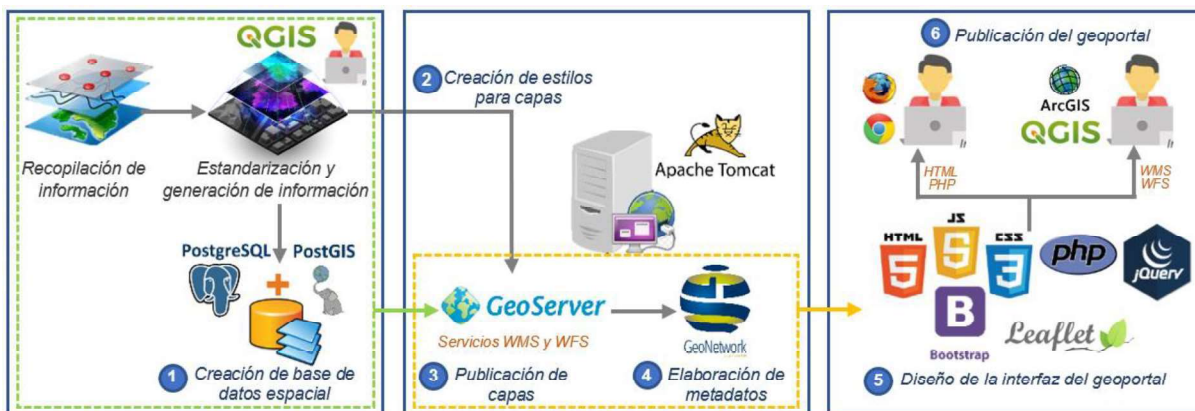 QGIS
Recopilación de
información
Estandarización y
generación de información
PostgreSQL
PostGIS
+
1
Creación de base de
datos espacial
2
Creación de estilos
para capas
Apache Tomcat
GeoServer
Servicios WMS y WFS
GeoNetwork
3
Publicación de
capas
4
Elaboración de
metadatos
6
Publicación del geoportal
ArcGIS
QGIS
HTML
PHP
WMS
WFS
HTML
5
JS
5
CSS
3
php
jQuery
B
Bootstrap
Leaflet
5
Diseño de la interfaz del geoportal